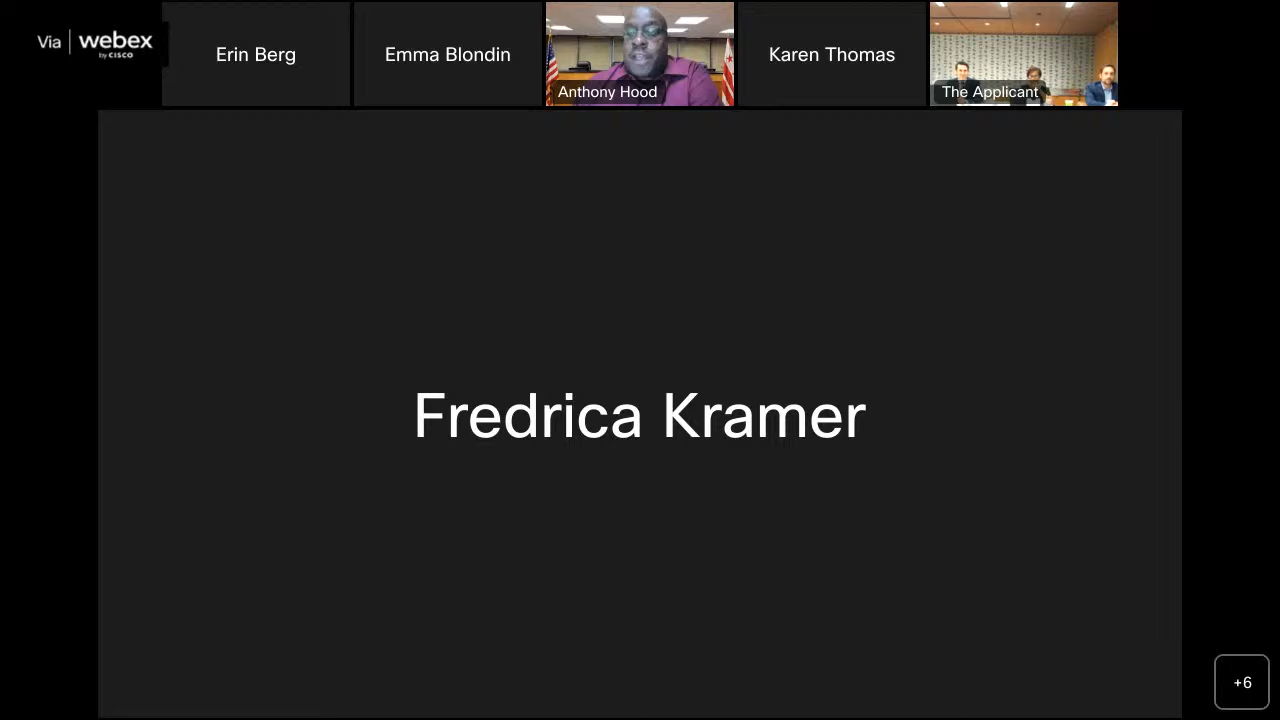 Via | webex
by CISCO
Erin Berg
Emma Blondin
Anthony Hood
Karen Thomas
The Applicant
Fredrica Kramer
+6